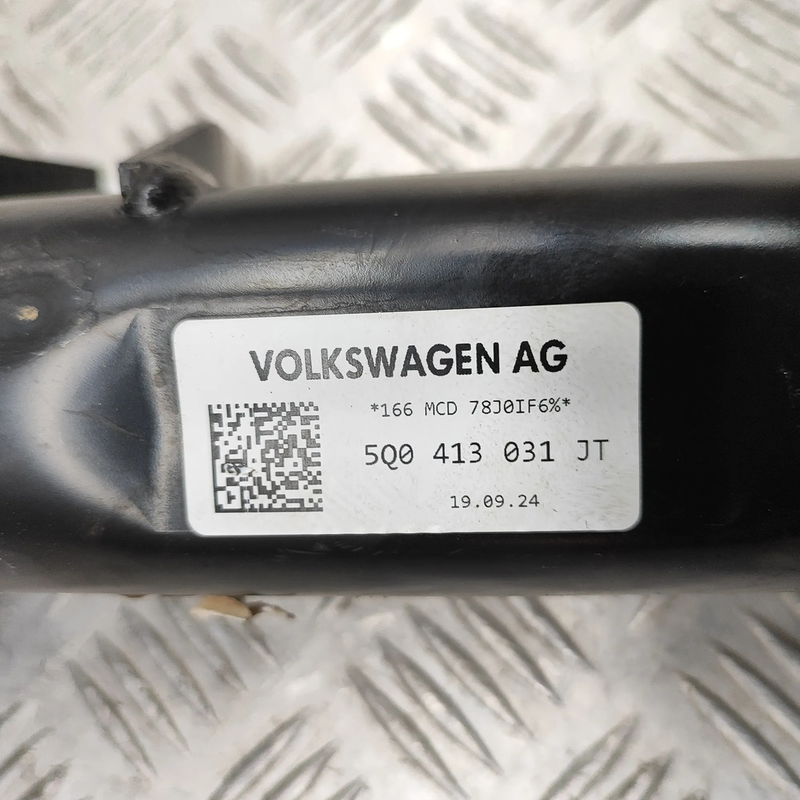 VOLKSWAGEN AG
*166 MCD 78J0IF6%*
5Q0 413 031 JT
19.09.24